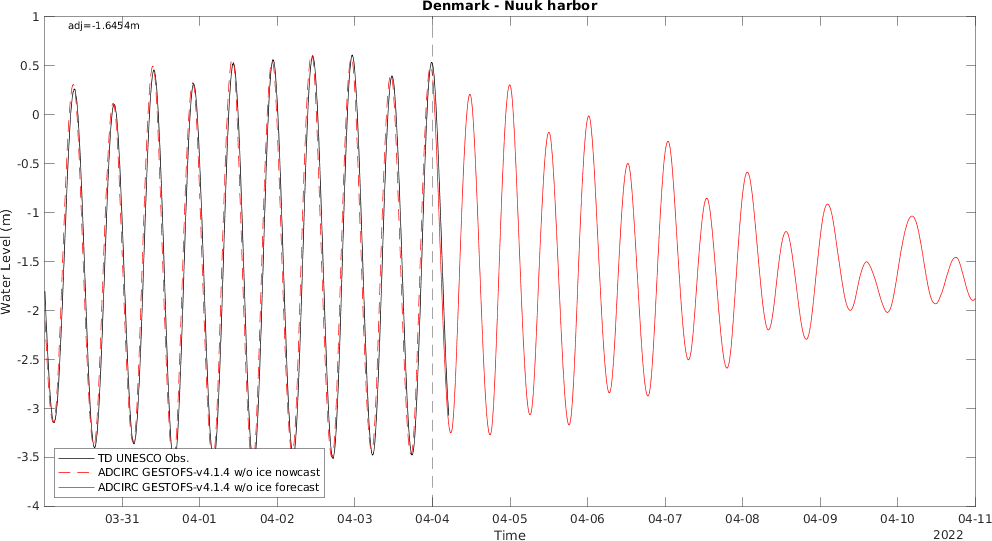 Denmark - Nuuk harbor
adj=-1.6454m
1
0.5
0
-0.5
-1
-1.5
-2
-2.5
-3
-3.5
-4
Water Level (m)
TD UNESCO Obs.
ADCIRC GESTOFS-v4.1.4 w/o ice nowcast
ADCIRC GESTOFS-v4.1.4 w/o ice forecast
03-31 04-01 04-02 04-03 04-04 04-05 04-06 04-07 04-08 04-09 04-10 04-11
Time
2022